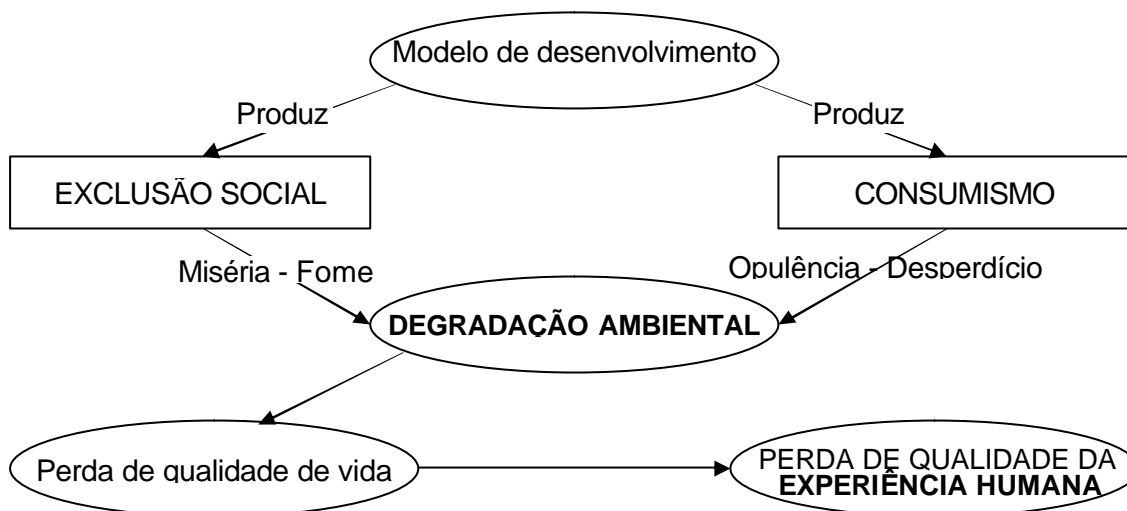 Modelo de desenvolvimento
Produz
Produz
EXCLUSÃO SOCIAL
CONSUMISMO
Miséria - Fome
Opulência - Desperdício
DEGRADAÇÃO AMBIENTAL
Perda de qualidade de vida
PERDA DE QUALIDADE DA
EXPERIÊNCIA HUMANA